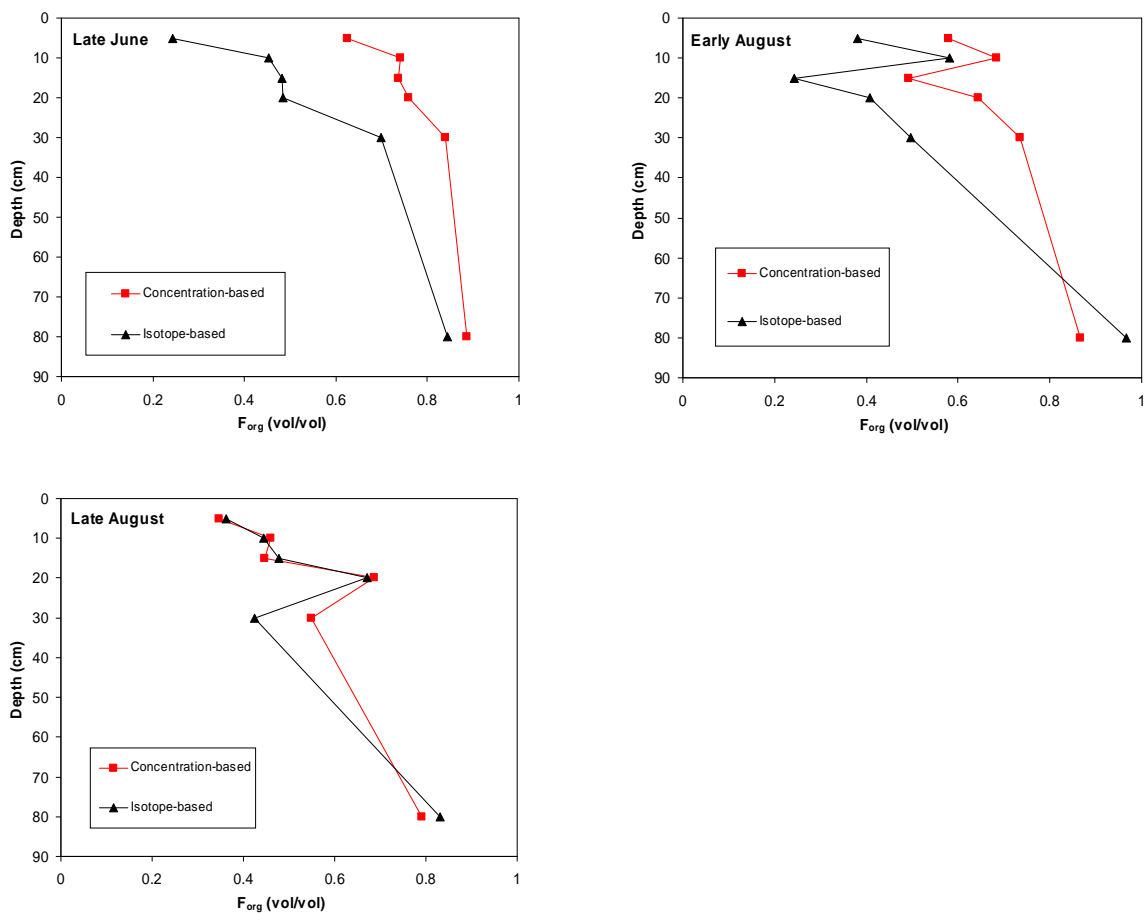 Late June
0
10
20
30
40
50
60
70
80
90
Depth (cm)
Concentration-based
Isotope-based
0 0.2 0.4 0.6 0.8 1
Forg (vol/vol)
Early August
0
10
20
30
40
50
60
70
80
90
Depth (cm)
Concentration-based
Isotope-based
0 0.2 0.4 0.6 0.8 1
Forg (vol/vol)
Late August
0
10
20
30
40
50
60
70
80
90
Depth (cm)
Concentration-based
Isotope-based
0 0.2 0.4 0.6 0.8 1
Forg (vol/vol)